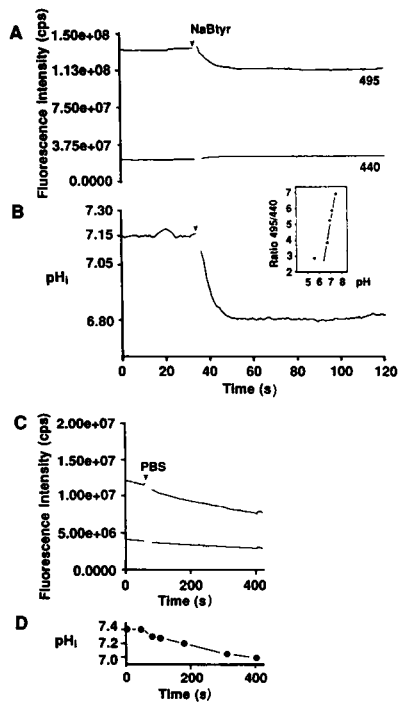 A
NaBtyr
Fluorescence Intensity (cps)
1.50e+08
1.13e+08
7.50e+07
3.75e+07
0.0000
495
440
B
7.30
7.15
7.05
6.80
pHi
Ratio 495/440
7
6
5
4
3
2
5 6 7 8 pH
0 20 40 60 80 100 120
Time (s)
C
PBS
Fluorescence Intensity (cps)
2.00e+07
1.50e+07
1.00e+07
5.00e+06
0.0000
0 200 400
Time (s)
D
pHi
7.4
7.2
7.0
0 200 400
Time (s)